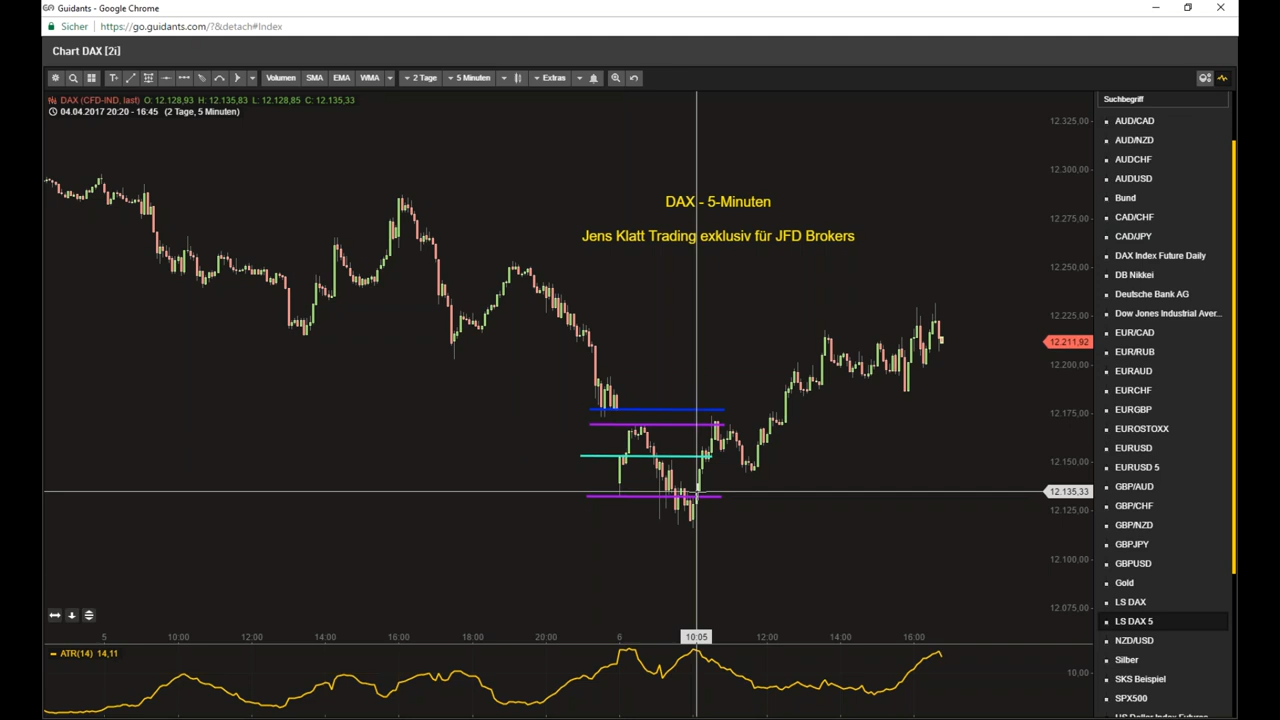 Guidants - Google Chrome
Sicher https://go.guidants.com/?&detach#Index
Chart DAX [2i]
Volumen SMA EMA WMA 2 Tage 5 Minuten Extras
DAX (CFD-IND, last) O: 12.128,93 H: 12.135,83 L: 12.128,85 C: 12.135,33
04.04.2017 20:20 - 16:45 (2 Tage, 5 Minuten)
DAX - 5-Minuten
Jens Klatt Trading exklusiv für JFD Brokers
12.325,00
12.300,00
12.275,00
12.250,00
12.225,00
12.211,92
12.200,00
12.175,00
12.150,00
12.135,33
12.125,00
12.100,00
12.075,00
5 10:00 12:00 14:00 16:00 18:00 20:00 6 10:05 12:00 14:00 16:00
ATR(14) 14,11
10,00
Suchbegriff
AUD/CAD
AUD/NZD
AUDCHF
AUDUSD
Bund
CAD/CHF
CAD/JPY
DAX Index Future Daily
DB Nikkei
Deutsche Bank AG
Dow Jones Industrial Aver...
EUR/CAD
EUR/RUB
EURAUD
EURCHF
EURGBP
EUROSTOXX
EURUSD
EURUSD 5
GBP/AUD
GBP/CHF
GBP/NZD
GBPJPY
GBPUSD
Gold
LS DAX
LS DAX 5
NZD/USD
Silber
SKS Beispiel
SPX500
US Dollar Index Futures